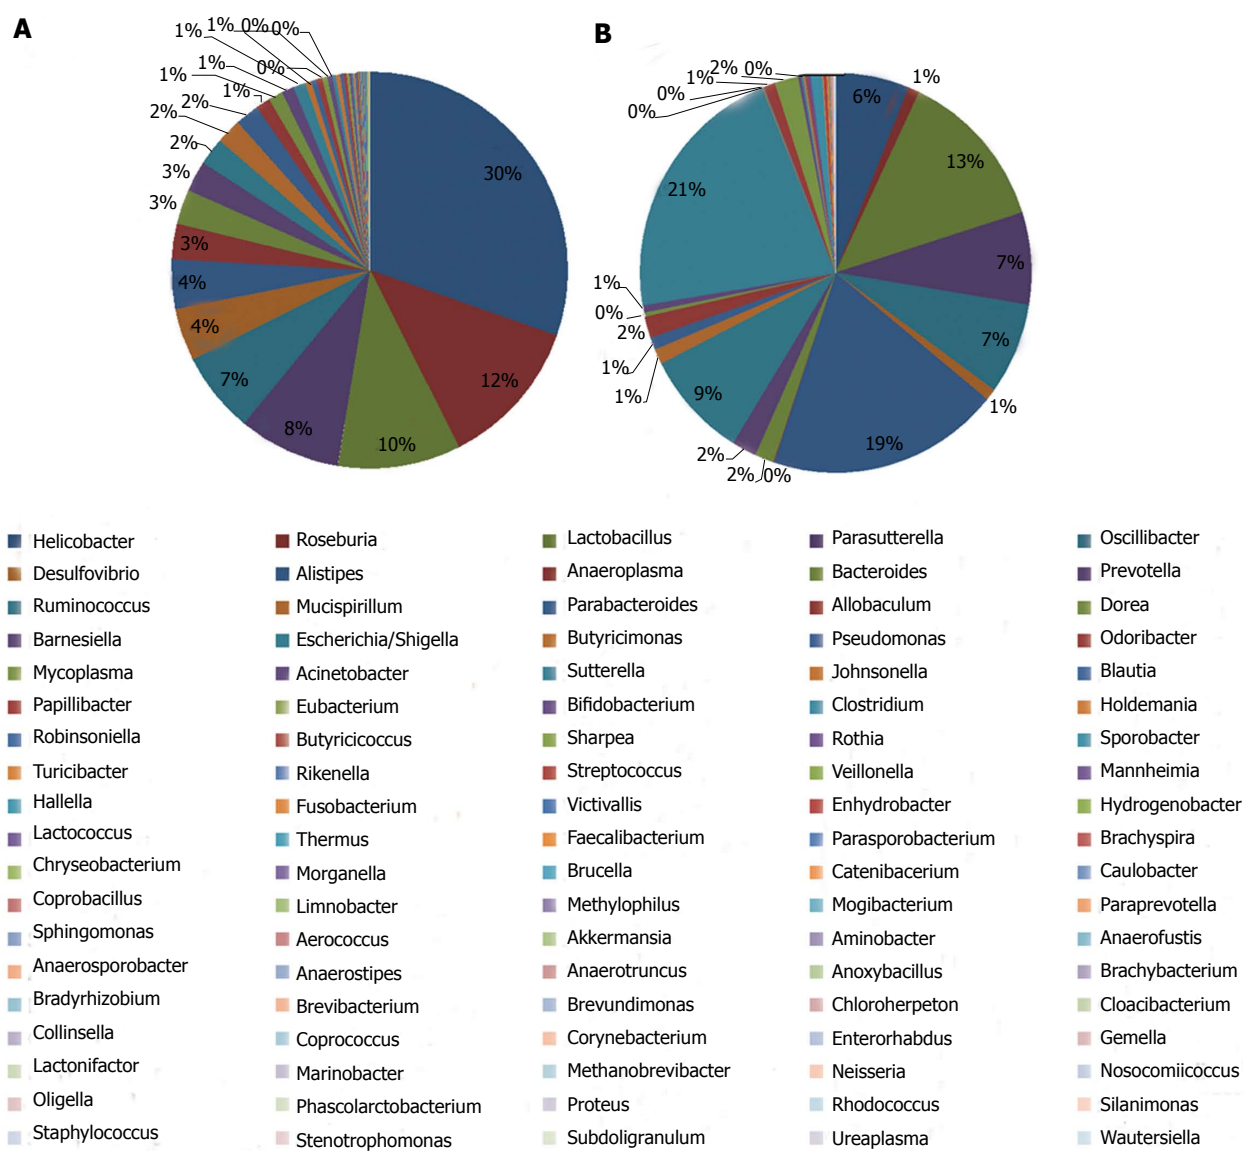 A
B
1% 1% 0% 0%
1%
1%
0%
1%
2%
2%
2%
3%
3%
3%
4%
4%
7%
8%
10%
12%
30%
2% 0%
1%
0%
0%
6%
1%
13%
7%
7%
1%
19%
2% 0%
2%
9%
1%
1%
2%
0%
1%
21%
Helicobacter Roseburia Lactobacillus Parasutterella Oscillibacter
Desulfovibrio Alistipes Anaeroplasma Bacteroides Prevotella
Ruminococcus Mucispirillum Parabacteroides Allobaculum Dorea
Barnesiella Escherichia/Shigella Butyricimonas Pseudomonas Odoribacter
Mycoplasma Acinetobacter Sutterella Johnsonella Blautia
Papillibacter Eubacterium Bifidobacterium Clostridium Holdemania
Robinsoniella Butyricicoccus Sharpea Rothia Sporobacter
Turicibacter Rikenella Streptococcus Veillonella Mannheimia
Hallella Fusobacterium Victivallis Enhydrobacter Hydrogenobacter
Lactococcus Thermus Faecalibacterium Parasporobacterium Brachyspira
Chryseobacterium Morganella Brucella Catenibacerium Caulobacter
Coprobacillus Limnobacter Methylophilus Mogibacterium Paraprevotella
Sphingomonas Aerococcus Akkermansia Aminobacter Anaerofustis
Anaerosporobacter Anaerostipes Anaerotruncus Anoxybacillus Brachybacterium
Bradyrhizobium Brevibacterium Brevundimonas Chloroherpeton Cloacibacterium
Collinsella Coprococcus Corynebacterium Enterorhabdus Gemella
Lactonifactor Marinobacter Methanobrevibacter Neisseria Nosocomiicoccus
Oligella Phascolarctobacterium Proteus Rhodococcus Silanimonas
Staphylococcus Stenotrophomonas Subdoligranulum Ureaplasma Wautersiella